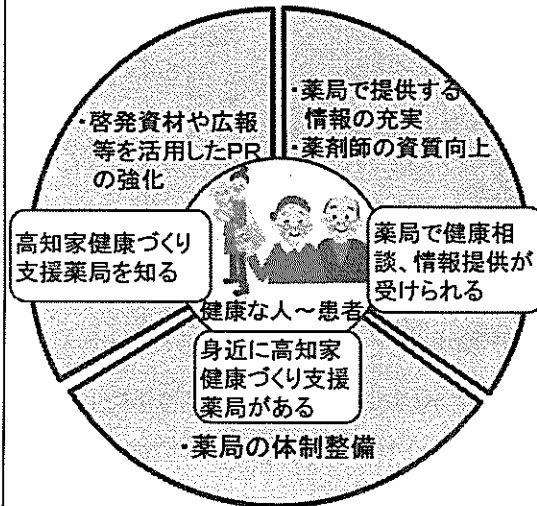 ・啓発資材や広報
等を活用したPR
の強化
・薬局で提供する
情報の充実
・薬剤師の資質向上
高知家健康づくり
支援薬局を知る
薬局で健康相
談、情報提供が
受けられる
健康な人～患者
身近に高知家
健康づくり支援
薬局がある
・薬局の体制整備